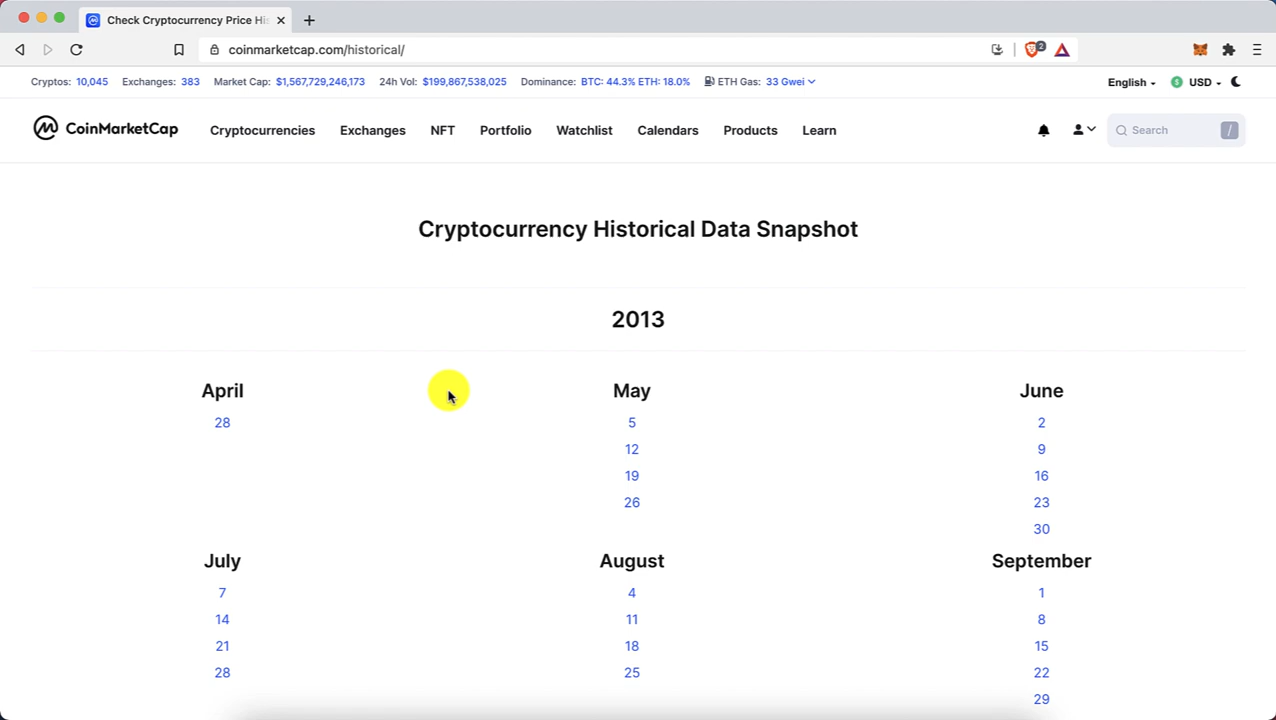 Check Cryptocurrency Price His
coinmarketcap.com/historical/
2
Cryptos: 10,045 Exchanges: 383 Market Cap: $1,567,729,246,173 24h Vol: $199,867,538,025 Dominance: BTC: 44.3% ETH: 18.0% ETH Gas: 33 Gwei English $ USD
CoinMarketCap Cryptocurrencies Exchanges NFT Portfolio Watchlist Calendars Products Learn Search /
Cryptocurrency Historical Data Snapshot
2013
April May June
28 5 2
12 9
19 16
26 23
30
July August September
7 4 1
14 11 8
21 18 15
28 25 22
29